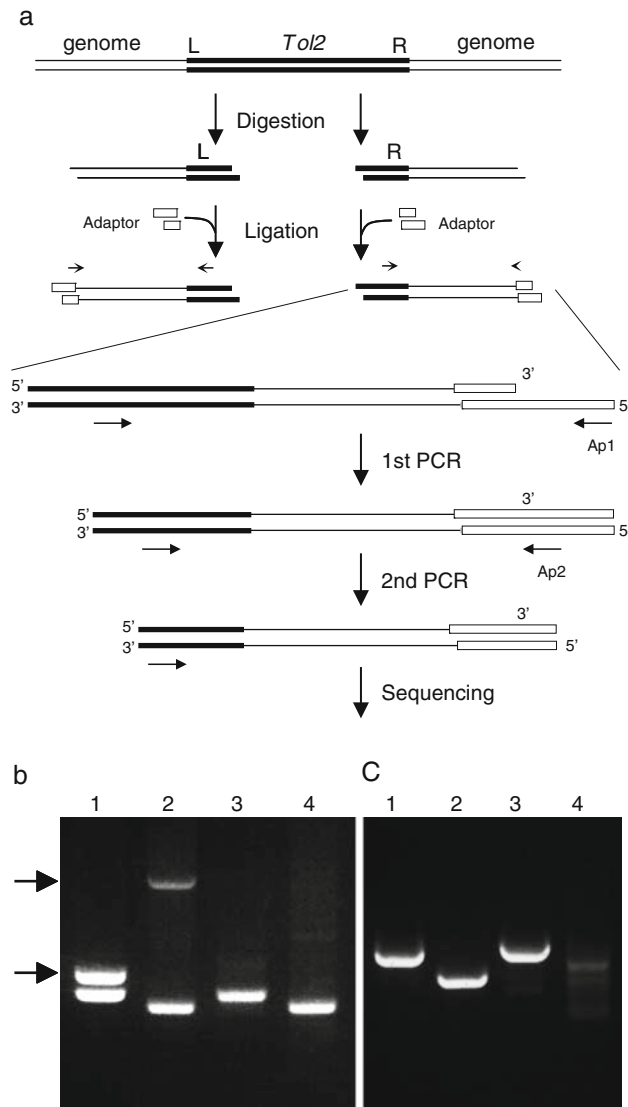 a
genome L Tol2 R genome
Digestion
L R
Adaptor Ligation Adaptor
3'
5'
3' 5
Ap1
1st PCR
3'
5'
3' 5
Ap2
2nd PCR
3'
5'
3' 5'
Sequencing
b C
1 2 3 4 1 2 3 4